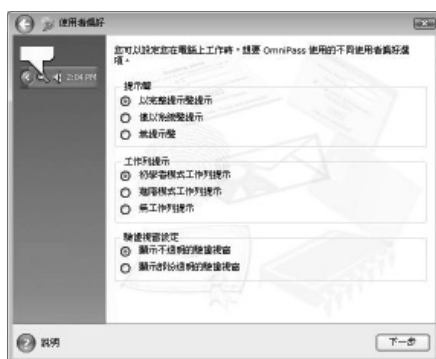 使用者偏好
您可以設定您在電腦上工作時，想要 OmniPass 使用的不同使用者偏好選
項。
2:04 PM
提示聲
以完整提示聲提示
僅以系統聲提示
無提示聲
工作列提示
初學者模式工作列提示
進階模式工作列提示
無工作列提示
驗證視窗設定
顯示不透明的驗證視窗
顯示部份透明的驗證視窗
說明
下一步